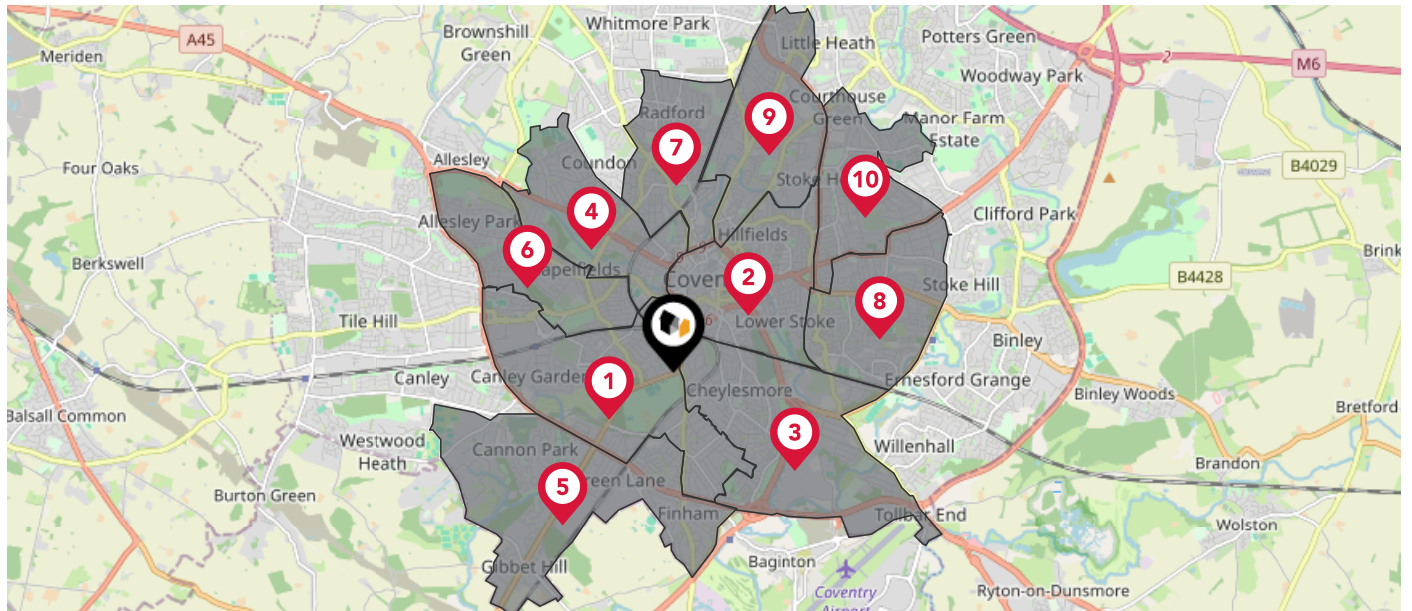 Whitmore Park
Brownshill
Green
Little Heath
Potters Green
A45
Meriden
2
M6
Woodway Park
Courthouse
Green
Radford
9
Manor Farm
Estate
7
Allesley
Coundon
Four Oaks
B4029
10
4
Clifford Park
Allesley Park
Hillfields
6
Berkswell
Brink
2
B4428
Stoke Hill
8
Tile Hill
6
Lower Stoke
Binley
Canley
1
Cheylesmore
Ernesford Grange
Binley Woods
Balsall Common
Bretford
3
Westwood
Heath
Cannon Park
Willenhall
Brandon
5
Burton Green
Finham
Tollbar End
Wolston
Gibbet Hill
Baginton
Coventry
Airport
Ryton-on-Dunsmore